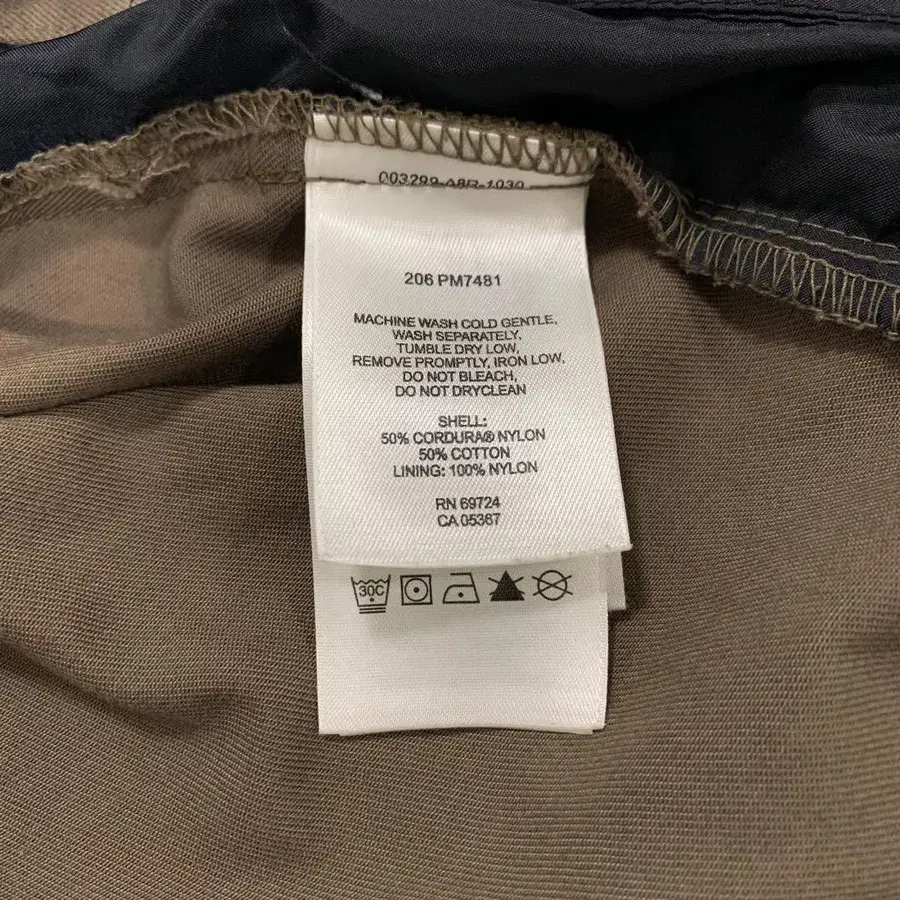 003299-A8R-1030
206 PM7481
MACHINE WASH COLD GENTLE,
WASH SEPARATELY,
TUMBLE DRY LOW,
REMOVE PROMPTLY, IRON LOW,
DO NOT BLEACH,
DO NOT DRYCLEAN
SHELL:
50% CORDURA® NYLON
50% COTTON
LINING: 100% NYLON
RN 69724
CA 05367
30C